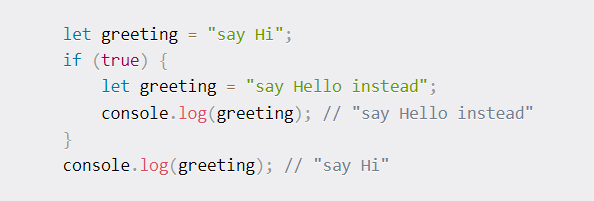 let greeting = "say Hi";
if (true) {
let greeting = "say Hello instead";
console.log(greeting); // "say Hello instead"
}
console.log(greeting); // "say Hi"